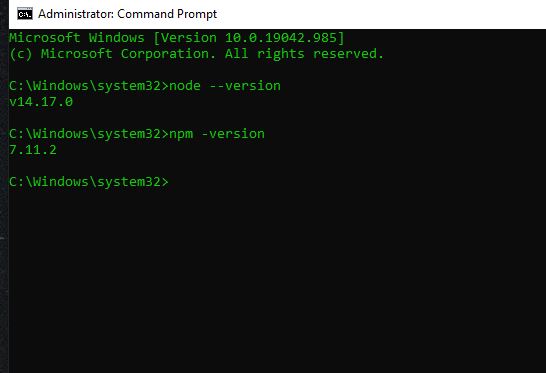 Administrator: Command Prompt
Microsoft Windows [Version 10.0.19042.985]
(c) Microsoft Corporation. All rights reserved.
C:\Windows\system32>node --version
v14.17.0
C:\Windows\system32>npm -version
7.11.2
C:\Windows\system32>